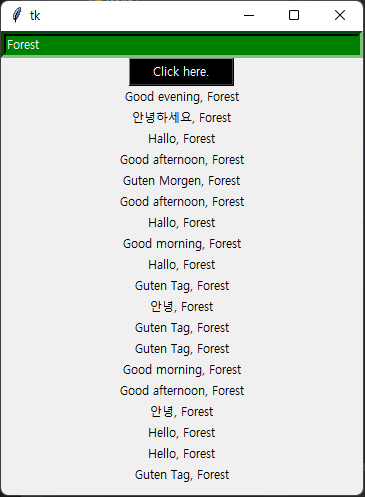 tk
Forest
Click here.
Good evening, Forest
안녕하세요, Forest
Hallo, Forest
Good afternoon, Forest
Guten Morgen, Forest
Good afternoon, Forest
Hallo, Forest
Good morning, Forest
Hallo, Forest
Guten Tag, Forest
안녕, Forest
Guten Tag, Forest
Guten Tag, Forest
Good morning, Forest
Good afternoon, Forest
안녕, Forest
Hello, Forest
Hello, Forest
Guten Tag, Forest